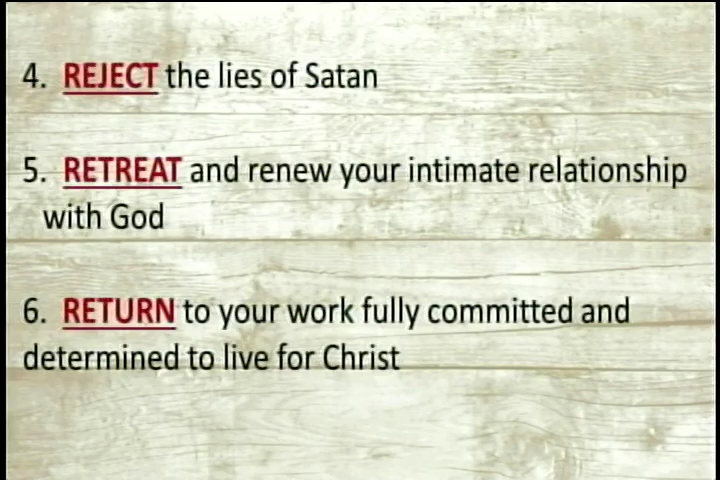 4. REJECT the lies of Satan
5. RETREAT and renew your intimate relationship
with God
6. RETURN to your work fully committed and
determined to live for Christ